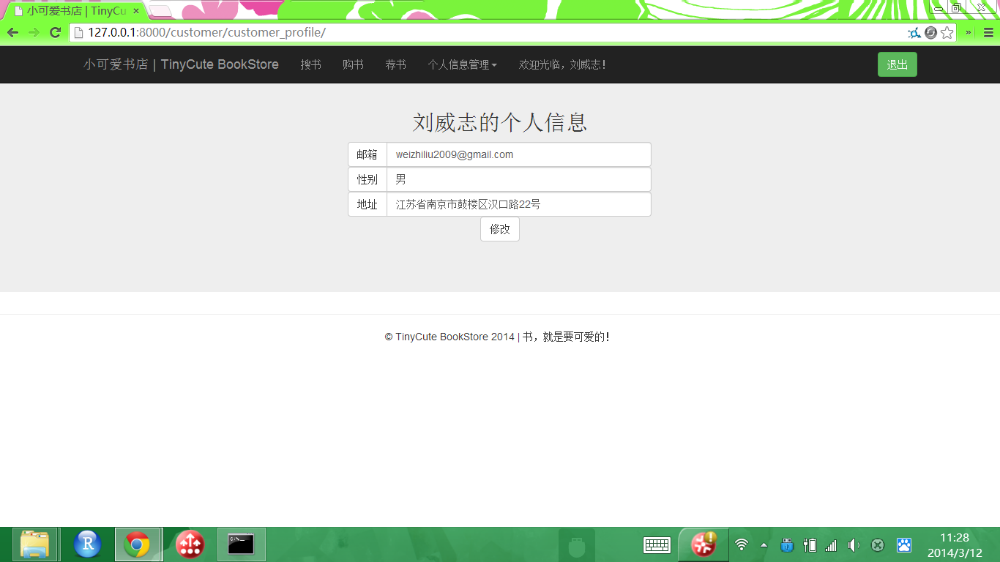 小可爱书店 | TinyCu
127.0.0.1:8000/customer/customer_profile/
小可爱书店 | TinyCute BookStore 搜书 购书 荐书 个人信息管理 欢迎光临，刘威志! 退出
刘威志的个人信息
邮箱 weizhiliu2009@gmail.com
性别 男
地址 江苏省南京市鼓楼区汉口路22号
修改
© TinyCute BookStore 2014 | 书，就是要可爱的!
R
C:\_
11:28
2014/3/12